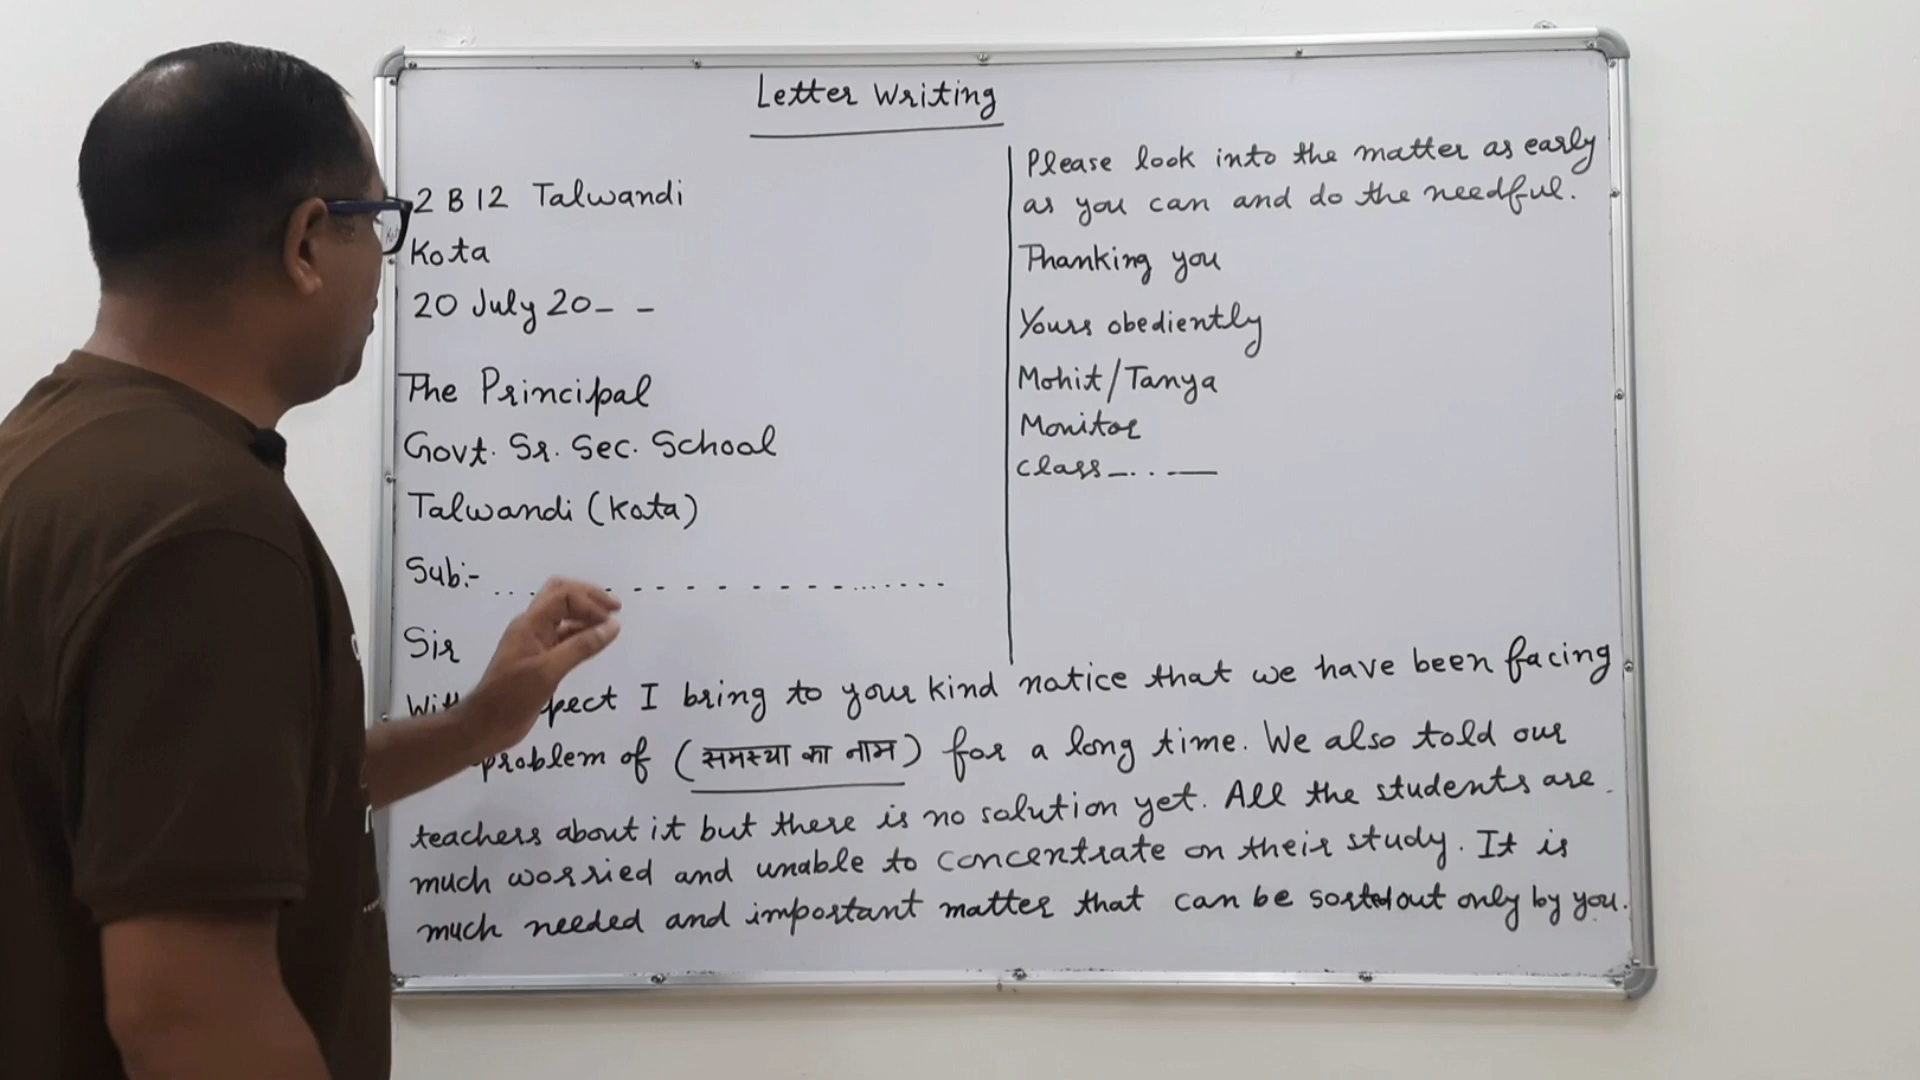 Letter Writing
2 B 12 Talwandi
Kota
20 July 20- -
The Principal
Govt. Sr. Sec. School
Talwandi (Kota)
Sub:- ... - - - - - - - - ........
Sir
pect I bring to your kind notice that we have been facing
problem of (समस्या का नाम) for a long time. We also told our
teachers about it but there is no solution yet. All the students are
much worried and unable to concentrate on their study. It is
much needed and important matter that can be sorted out only by you.
Please look into the matter as early
as you can and do the needful.
Thanking you
Yours obediently
Mohit/Tanya
Monitor
Class -.. —